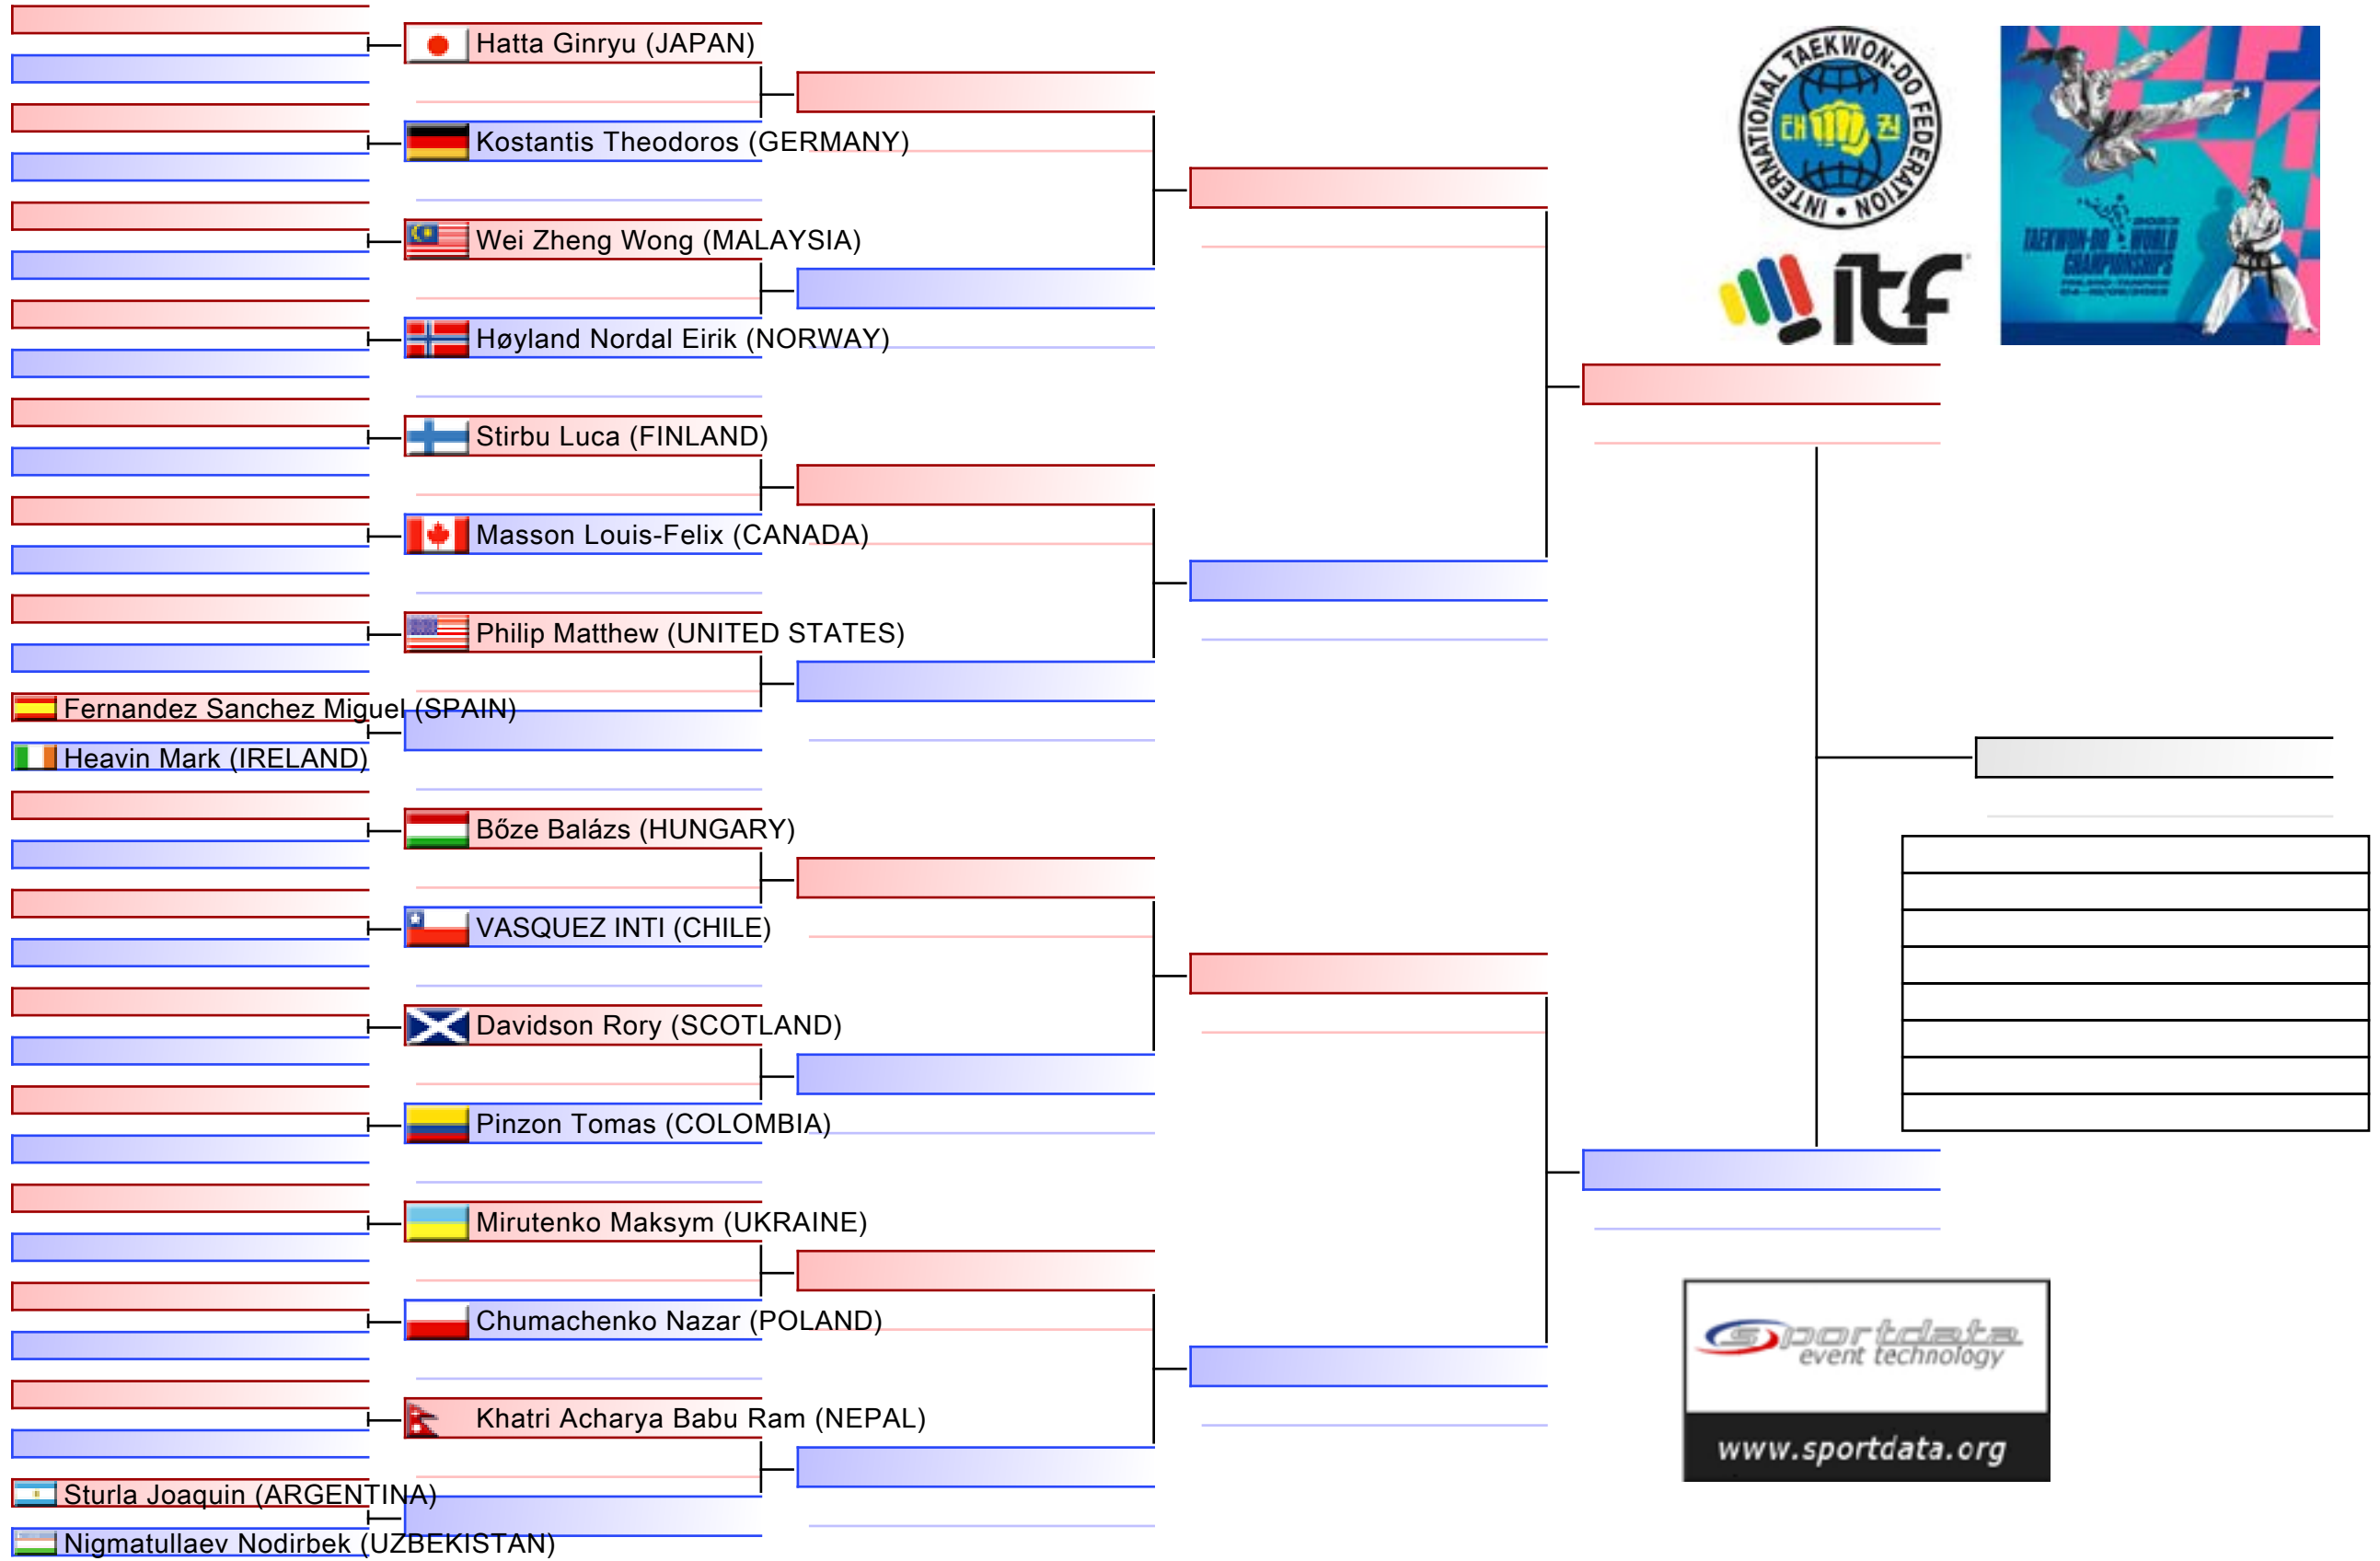 Hatta Ginryu (JAPAN)
Kostantis Theodoros (GERMANY)
Wei Zheng Wong (MALAYSIA)
Høyland Nordal Eirik (NORWAY)
Stirbu Luca (FINLAND)
Masson Louis-Felix (CANADA)
Philip Matthew (UNITED STATES)
Fernandez Sanchez Miguel (SPAIN)
Heavin Mark (IRELAND)
Bőze Balázs (HUNGARY)
VASQUEZ INTI (CHILE)
Davidson Rory (SCOTLAND)
Pinzon Tomas (COLOMBIA)
Mirutenko Maksym (UKRAINE)
Chumachenko Nazar (POLAND)
Khatri Acharya Babu Ram (NEPAL)
Sturla Joaquin (ARGENTINA)
Nigmatullaev Nodirbek (UZBEKISTAN)
INTERNATIONAL TAEKWON-DO FEDERATION
태 권
itf
2023
TAEKWON-DO WORLD
CHAMPIONSHIPS
sportdata
event technology
www.sportdata.org